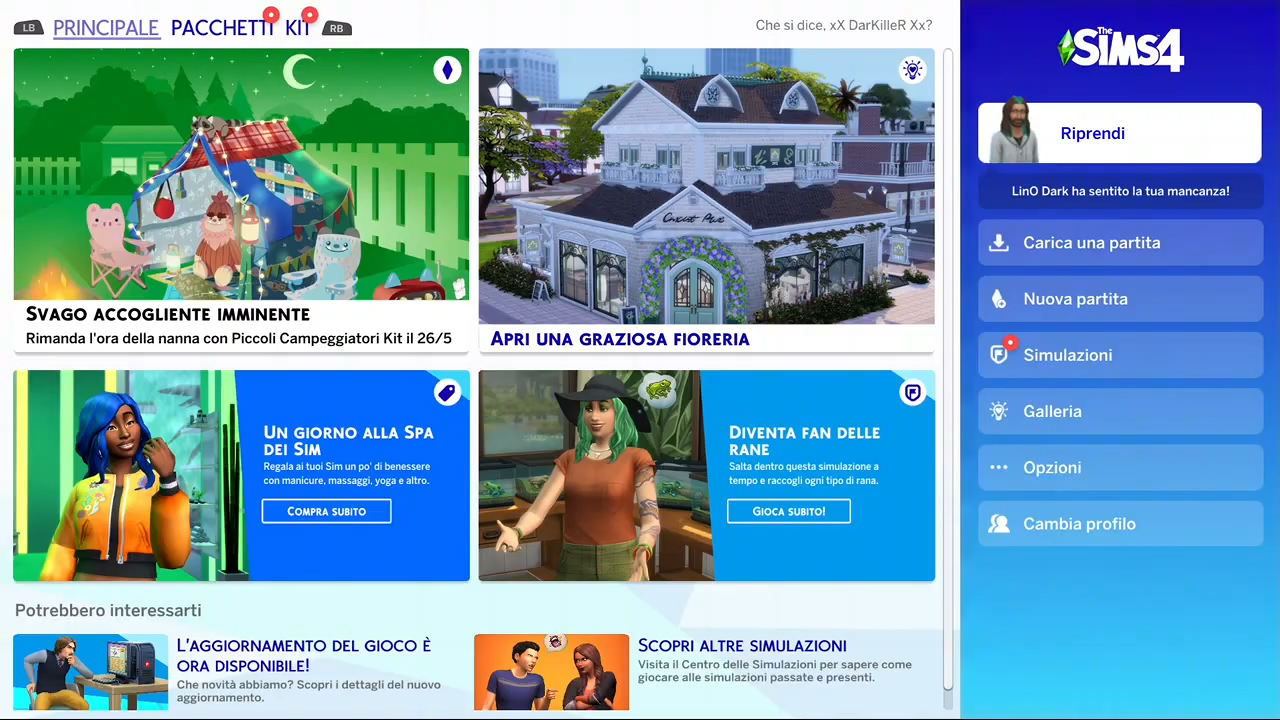 LB
PRINCIPALE
PACCHETTI
KIT
RB
Che si dice, xX DarKilleR Xx?
SVAGO ACCOGLIENTE IMMINENTE
Rimanda l'ora della nanna con Piccoli Campeggiatori Kit il 26/5
APRI UNA GRAZIOSA FIORERIA
UN GIORNO ALLA SPA
DEI SIM
Regala ai tuoi Sim un po' di benessere
con manicure, massaggi, yoga e altro.
COMPRA SUBITO
DIVENTA FAN DELLE
RANE
Salta dentro questa simulazione a
tempo e raccogli ogni tipo di rana.
GIOCA SUBITO!
Potrebbero interessarti
L'AGGIORNAMENTO DEL GIOCO È
ORA DISPONIBILE!
Che novità abbiamo? Scopri i dettagli del nuovo
aggiornamento.
SCOPRI ALTRE SIMULAZIONI
Visita il Centro delle Simulazioni per sapere come
giocare alle simulazioni passate e presenti.
The SIMS 4
Riprendi
LinO Dark ha sentito la tua mancanza!
Carica una partita
Nuova partita
Simulazioni
Galleria
Opzioni
Cambia profilo